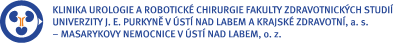 KLINIKA UROLOGIE A ROBOTICKÉ CHIRURGIE FAKULTY ZDRAVOTNICKÝCH STUDIÍ
UNIVERZITY J. E. PURKYNĚ V ÚSTÍ NAD LABEM A KRAJSKÉ ZDRAVOTNÍ, a. s.
– MASARYKOVY NEMOCNICE V ÚSTÍ NAD LABEM, o. z.